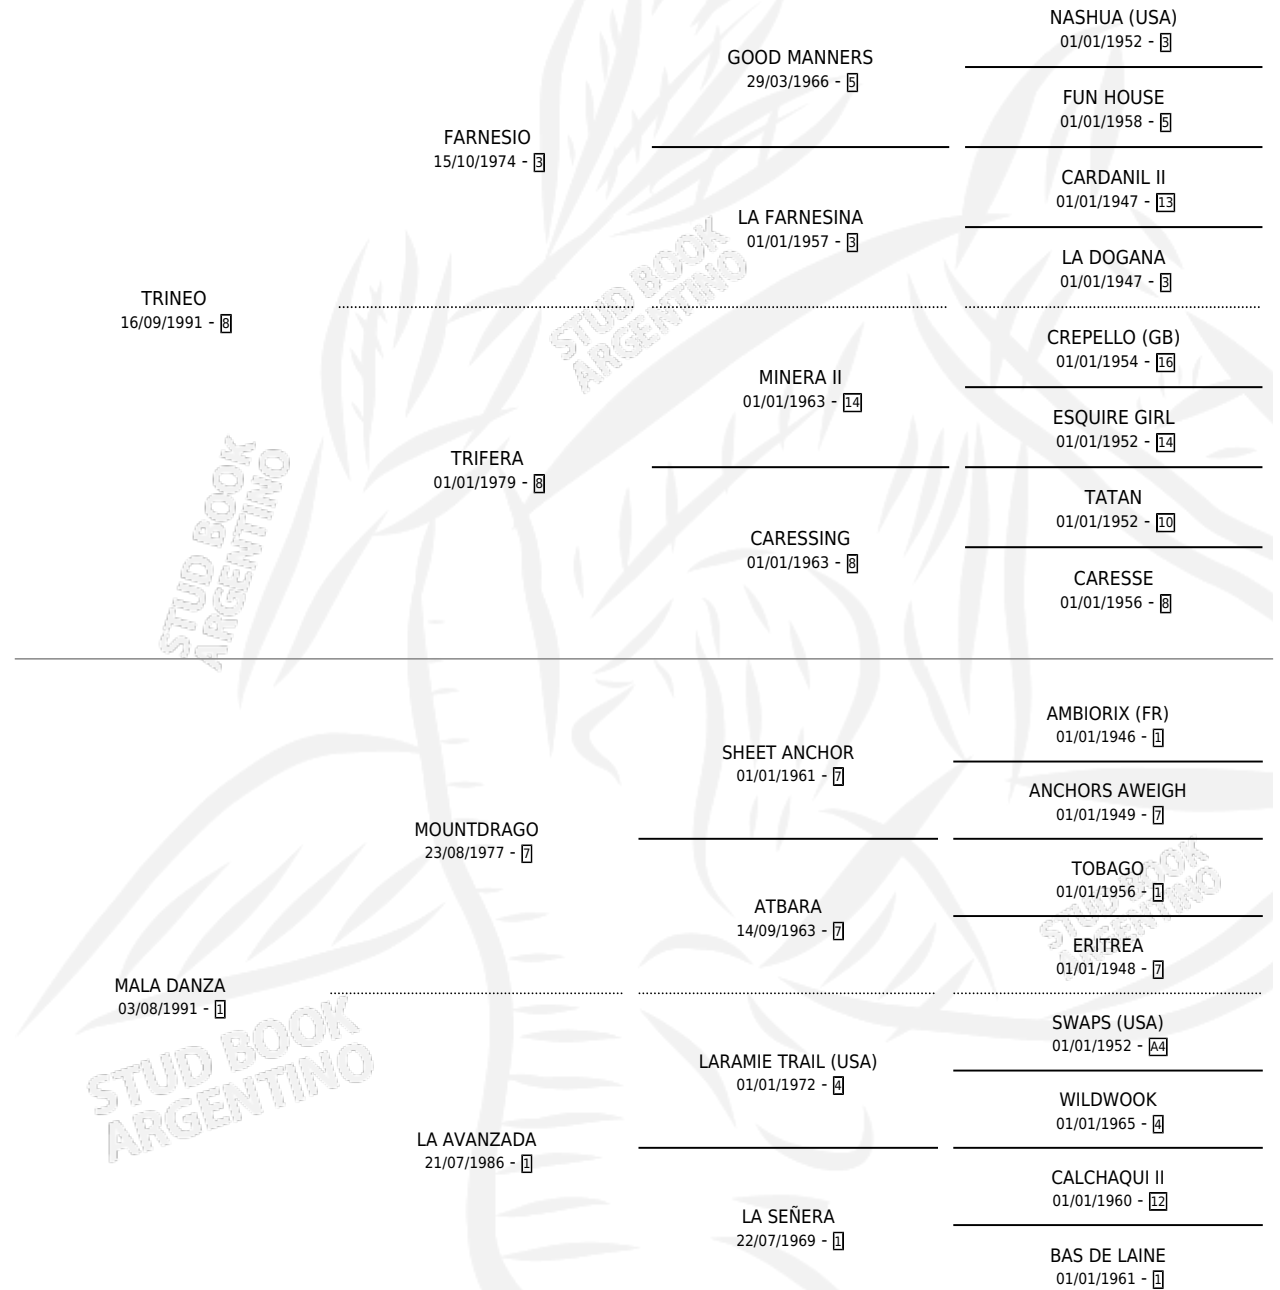 NASHUA (USA)
01/01/1952 - 3
GOOD MANNERS
29/03/1966 - 5
FUN HOUSE
01/01/1958 - 5
FARNESIO
15/10/1974 - 3
CARDANIL II
01/01/1947 - 13
LA FARNESINA
01/01/1957 - 3
LA DOGANA
01/01/1947 - 3
TRINEO
16/09/1991 - 8
CREPELLO (GB)
01/01/1954 - 16
MINERA II
01/01/1963 - 14
ESQUIRE GIRL
01/01/1952 - 14
TRIFERA
01/01/1979 - 8
TATAN
01/01/1952 - 10
CARESSING
01/01/1963 - 8
CARESSE
01/01/1956 - 8
AMBIORIX (FR)
01/01/1946 - 1
SHEET ANCHOR
01/01/1961 - 7
ANCHORS AWEIGH
01/01/1949 - 7
MOUNTDRAGO
23/08/1977 - 7
TOBAGO
01/01/1956 - 1
ATBARA
14/09/1963 - 7
ERITREA
01/01/1948 - 7
MALA DANZA
03/08/1991 - 1
SWAPS (USA)
01/01/1952 - A4
LARAMIE TRAIL (USA)
01/01/1972 - 4
WILDWOOK
01/01/1965 - 4
LA AVANZADA
21/07/1986 - 1
CALCHAQUI II
01/01/1960 - 12
LA SEÑERA
22/07/1969 - 1
BAS DE LAINE
01/01/1961 - 1
STUD BOOK
ARGENTINO
STUD BOOK
ARGENTINO
STUD BOOK
ARGENTINO
STUD BOOK
ARGENTINO